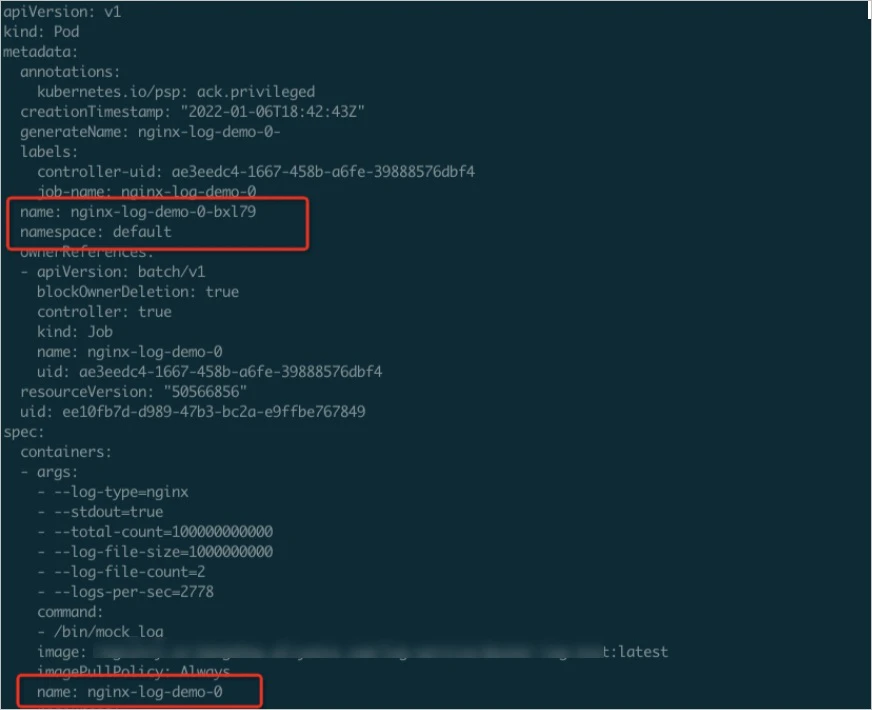 apiVersion: v1
kind: Pod
metadata:
  annotations:
    kubernetes.io/psp: ack.privileged
  creationTimestamp: "2022-01-06T18:42:43Z"
  generateName: nginx-log-demo-0-
  labels:
    controller-uid: ae3eedc4-1667-458b-a6fe-39888576dbf4
    job-name: nginx-log-demo-0
  name: nginx-log-demo-0-bxl79
  namespace: default
  ownerReferences:
  - apiVersion: batch/v1
    blockOwnerDeletion: true
    controller: true
    kind: Job
    name: nginx-log-demo-0
    uid: ae3eedc4-1667-458b-a6fe-39888576dbf4
  resourceVersion: "50566856"
  uid: ee10fb7d-d989-47b3-bc2a-e9ffbe767849
spec:
  containers:
  - args:
    - --log-type=nginx
    - --stdout=true
    - --total-count=100000000000
    - --log-file-size=1000000000
    - --log-file-count=2
    - --logs-per-sec=2778
    command:
    - /bin/mock_log
    image: t:latest
    imagePullPolicy: Always
    name: nginx-log-demo-0